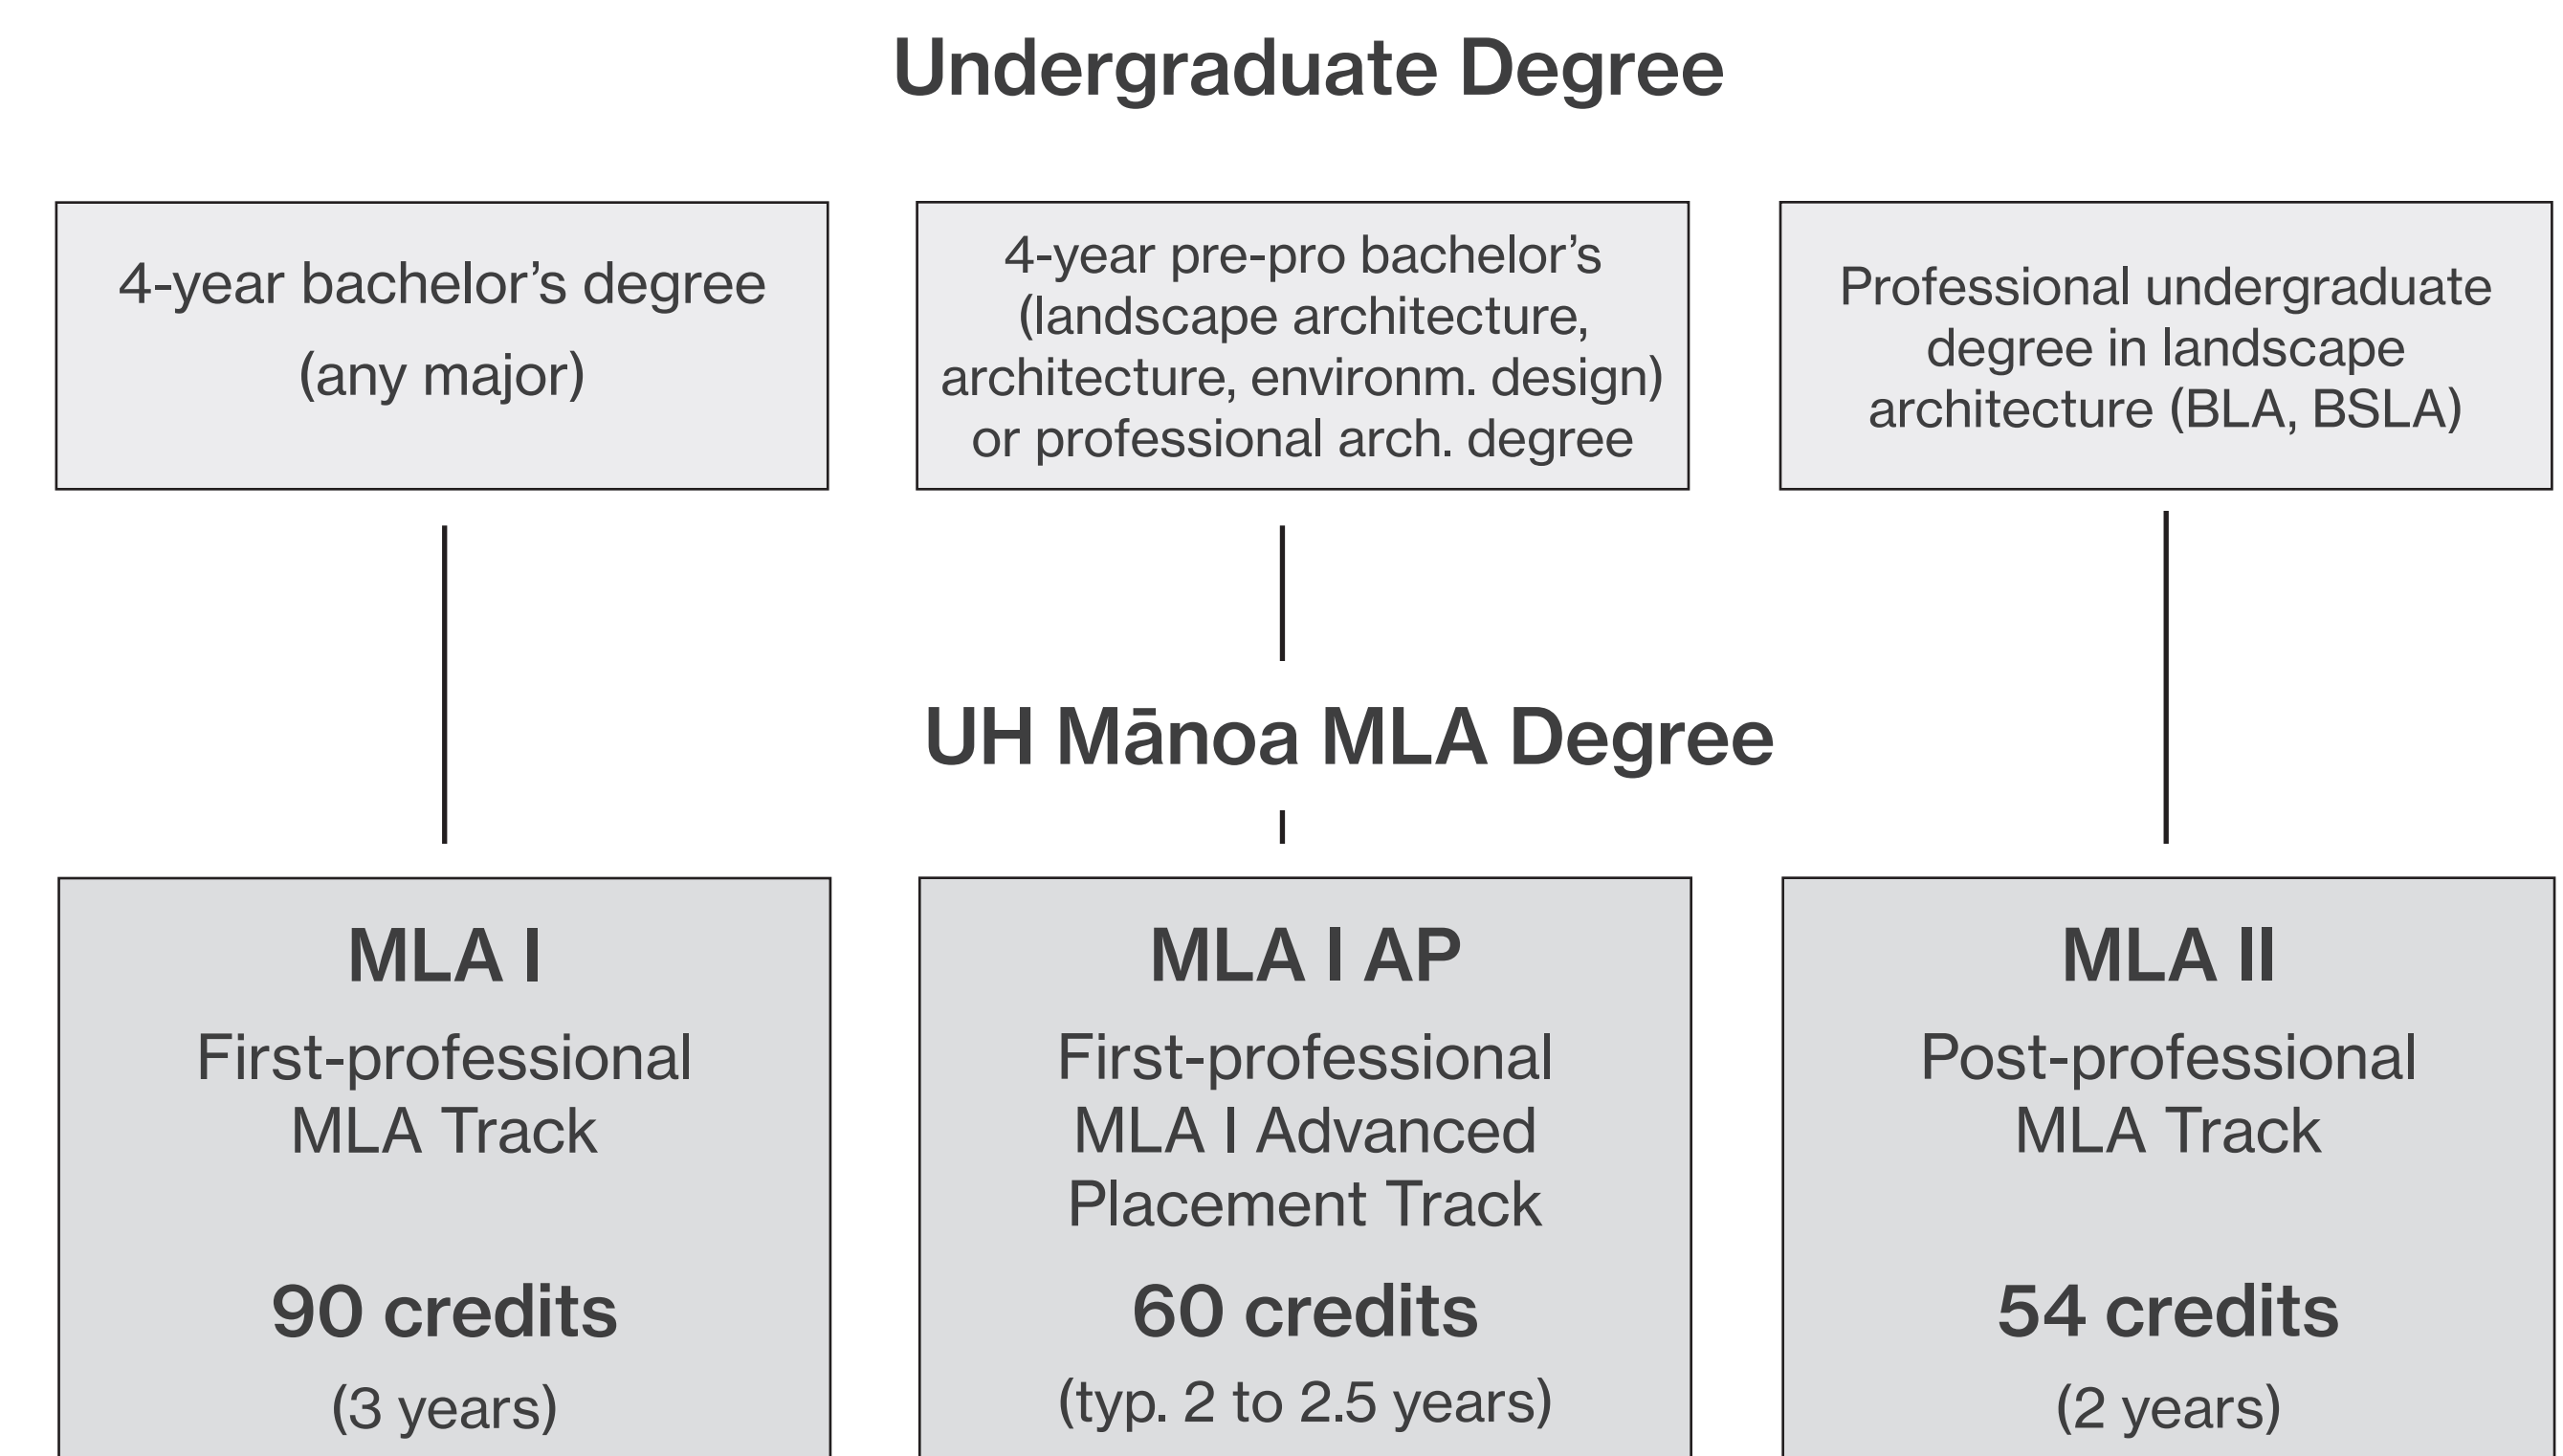 Undergraduate Degree
4-year bachelor’s degree
(any major)
4-year pre-pro bachelor’s
(landscape architecture,
architecture, environm. design)
or professional arch. degree
Professional undergraduate
degree in landscape
architecture (BLA, BSLA)
UH Mānoa MLA Degree
MLA I
First-professional
MLA Track
90 credits
(3 years)
MLA I AP
First-professional
MLA I Advanced
Placement Track
60 credits
(typ. 2 to 2.5 years)
MLA II
Post-professional
MLA Track
54 credits
(2 years)